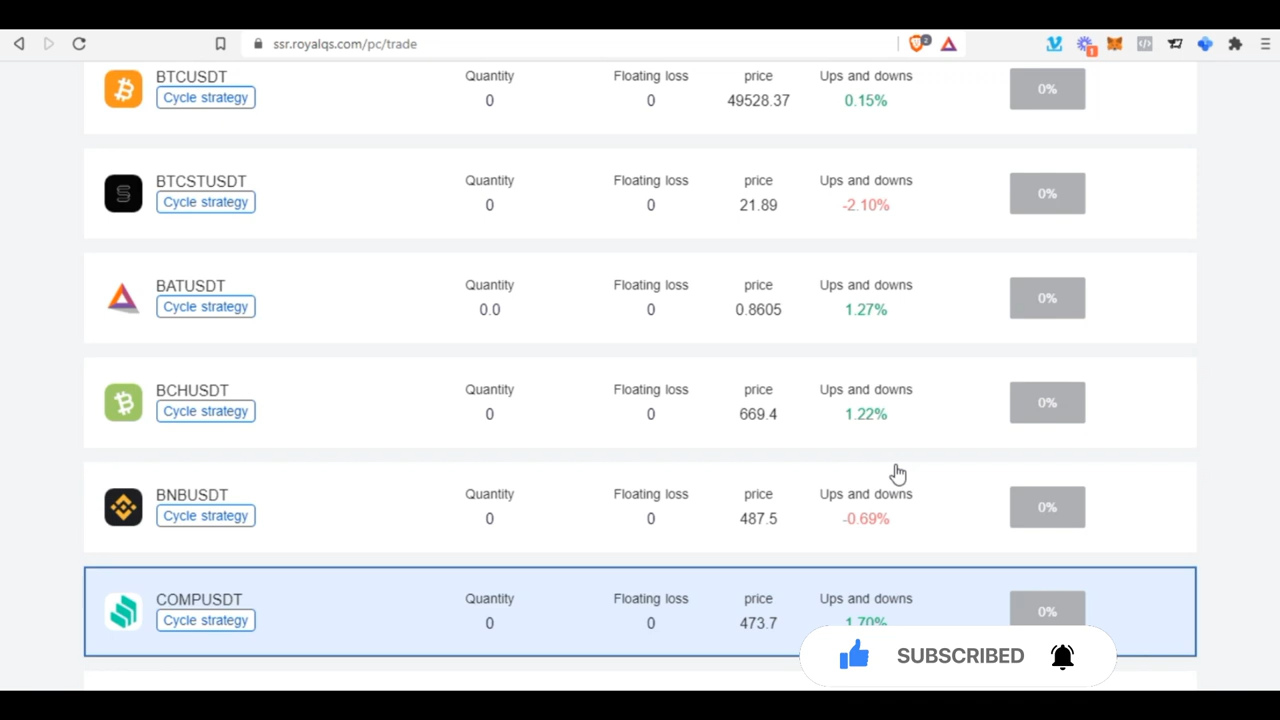 ssr.royalqs.com/pc/trade
2
1
BTCUSDT Quantity Floating loss price Ups and downs
Cycle strategy 0 0 49528.37 0.15% 0%
BTCSTUSDT Quantity Floating loss price Ups and downs
Cycle strategy 0 0 21.89 -2.10% 0%
BATUSDT Quantity Floating loss price Ups and downs
Cycle strategy 0.0 0 0.8605 1.27% 0%
BCHUSDT Quantity Floating loss price Ups and downs
Cycle strategy 0 0 669.4 1.22% 0%
BNBUSDT Quantity Floating loss price Ups and downs
Cycle strategy 0 0 487.5 -0.69% 0%
COMPUSDT Quantity Floating loss price Ups and downs
Cycle strategy 0 0 473.7 1.70% 0%
SUBSCRIBED